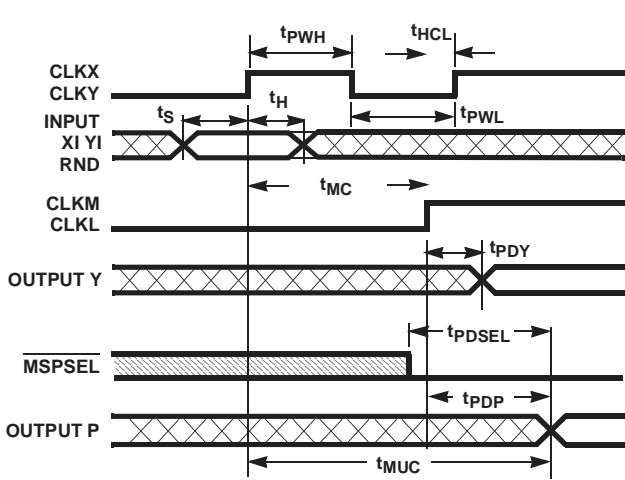 tPWH
tHCL
CLKX
CLKY
tS
tH
tPWL
INPUT
XI YI
RND
tMC
CLKM
CLKL
tPDY
OUTPUT Y
tPDSEL
MSPSEL
tPDP
OUTPUT P
tMUC